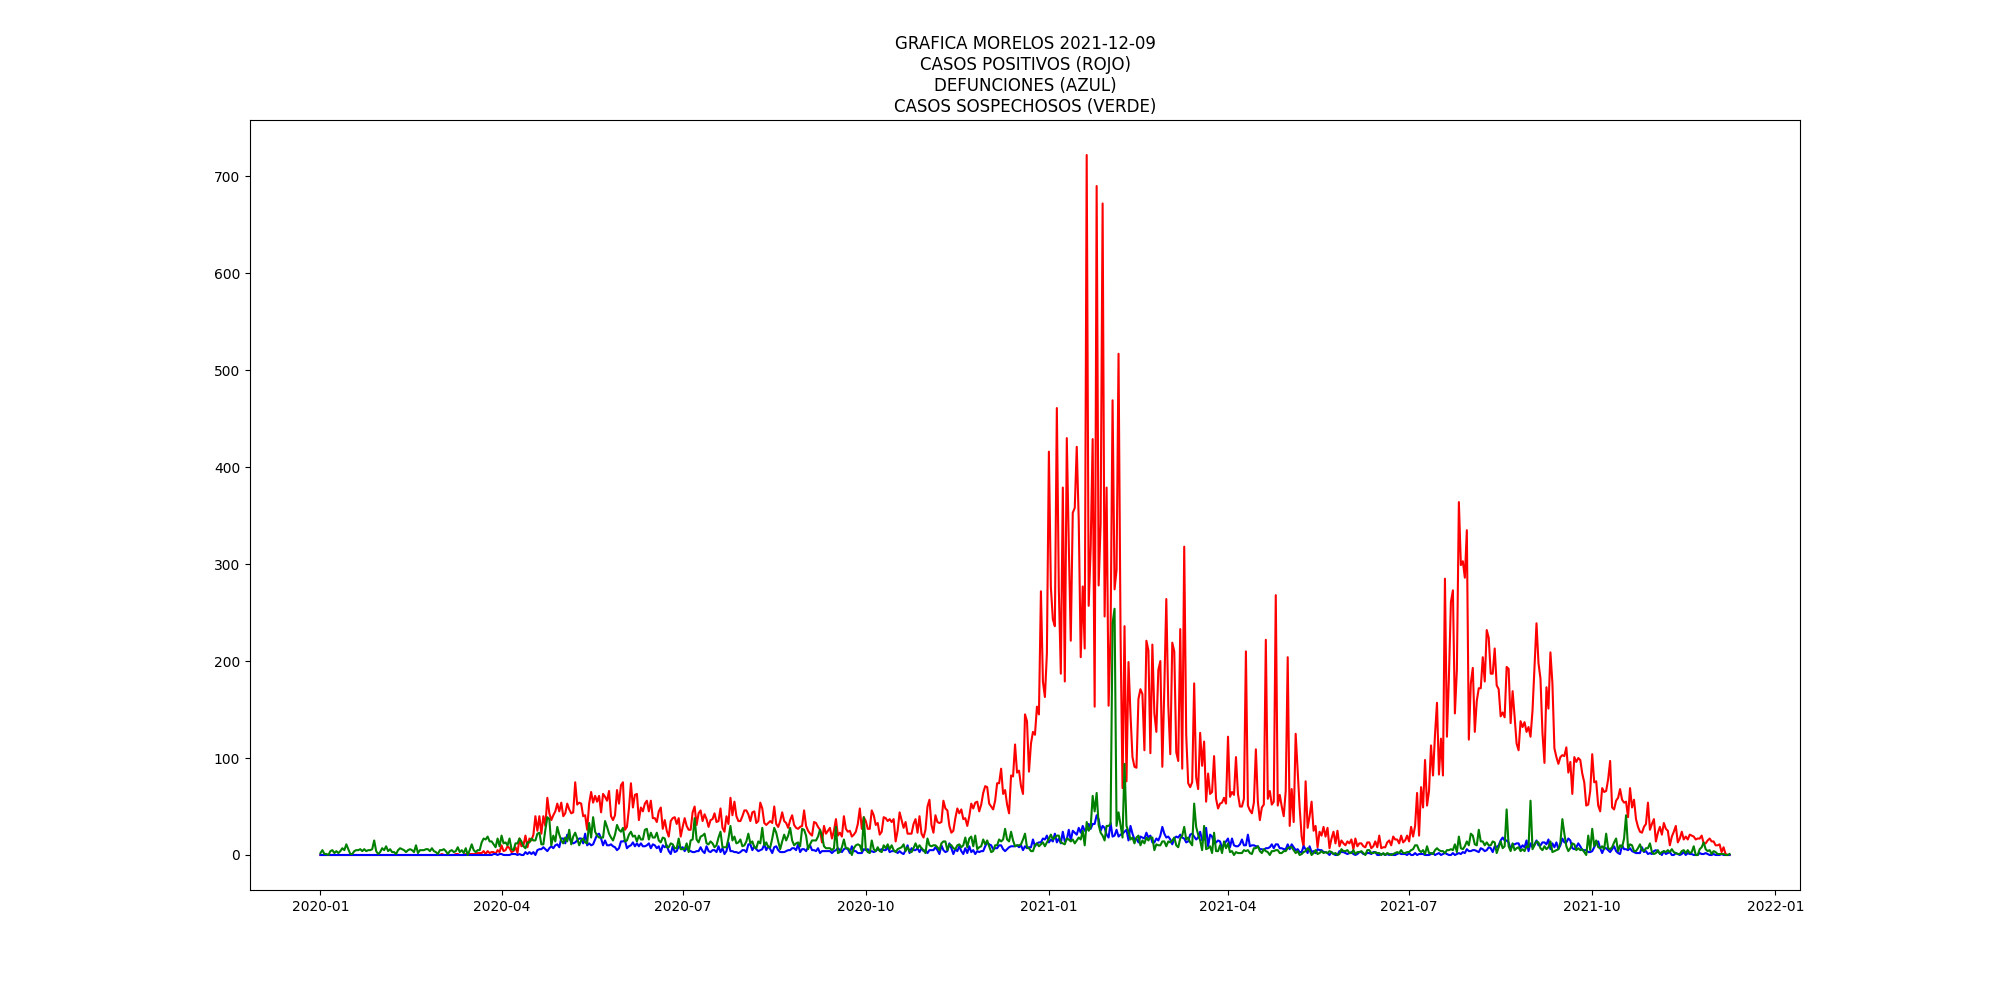 GRAFICA MORELOS 2021-12-09
CASOS POSITIVOS (ROJO)
DEFUNCIONES (AZUL)
CASOS SOSPECHOSOS (VERDE)
700
600
500
400
300
200
100
0
2020-01 2020-04 2020-07 2020-10 2021-01 2021-04 2021-07 2021-10 2022-01